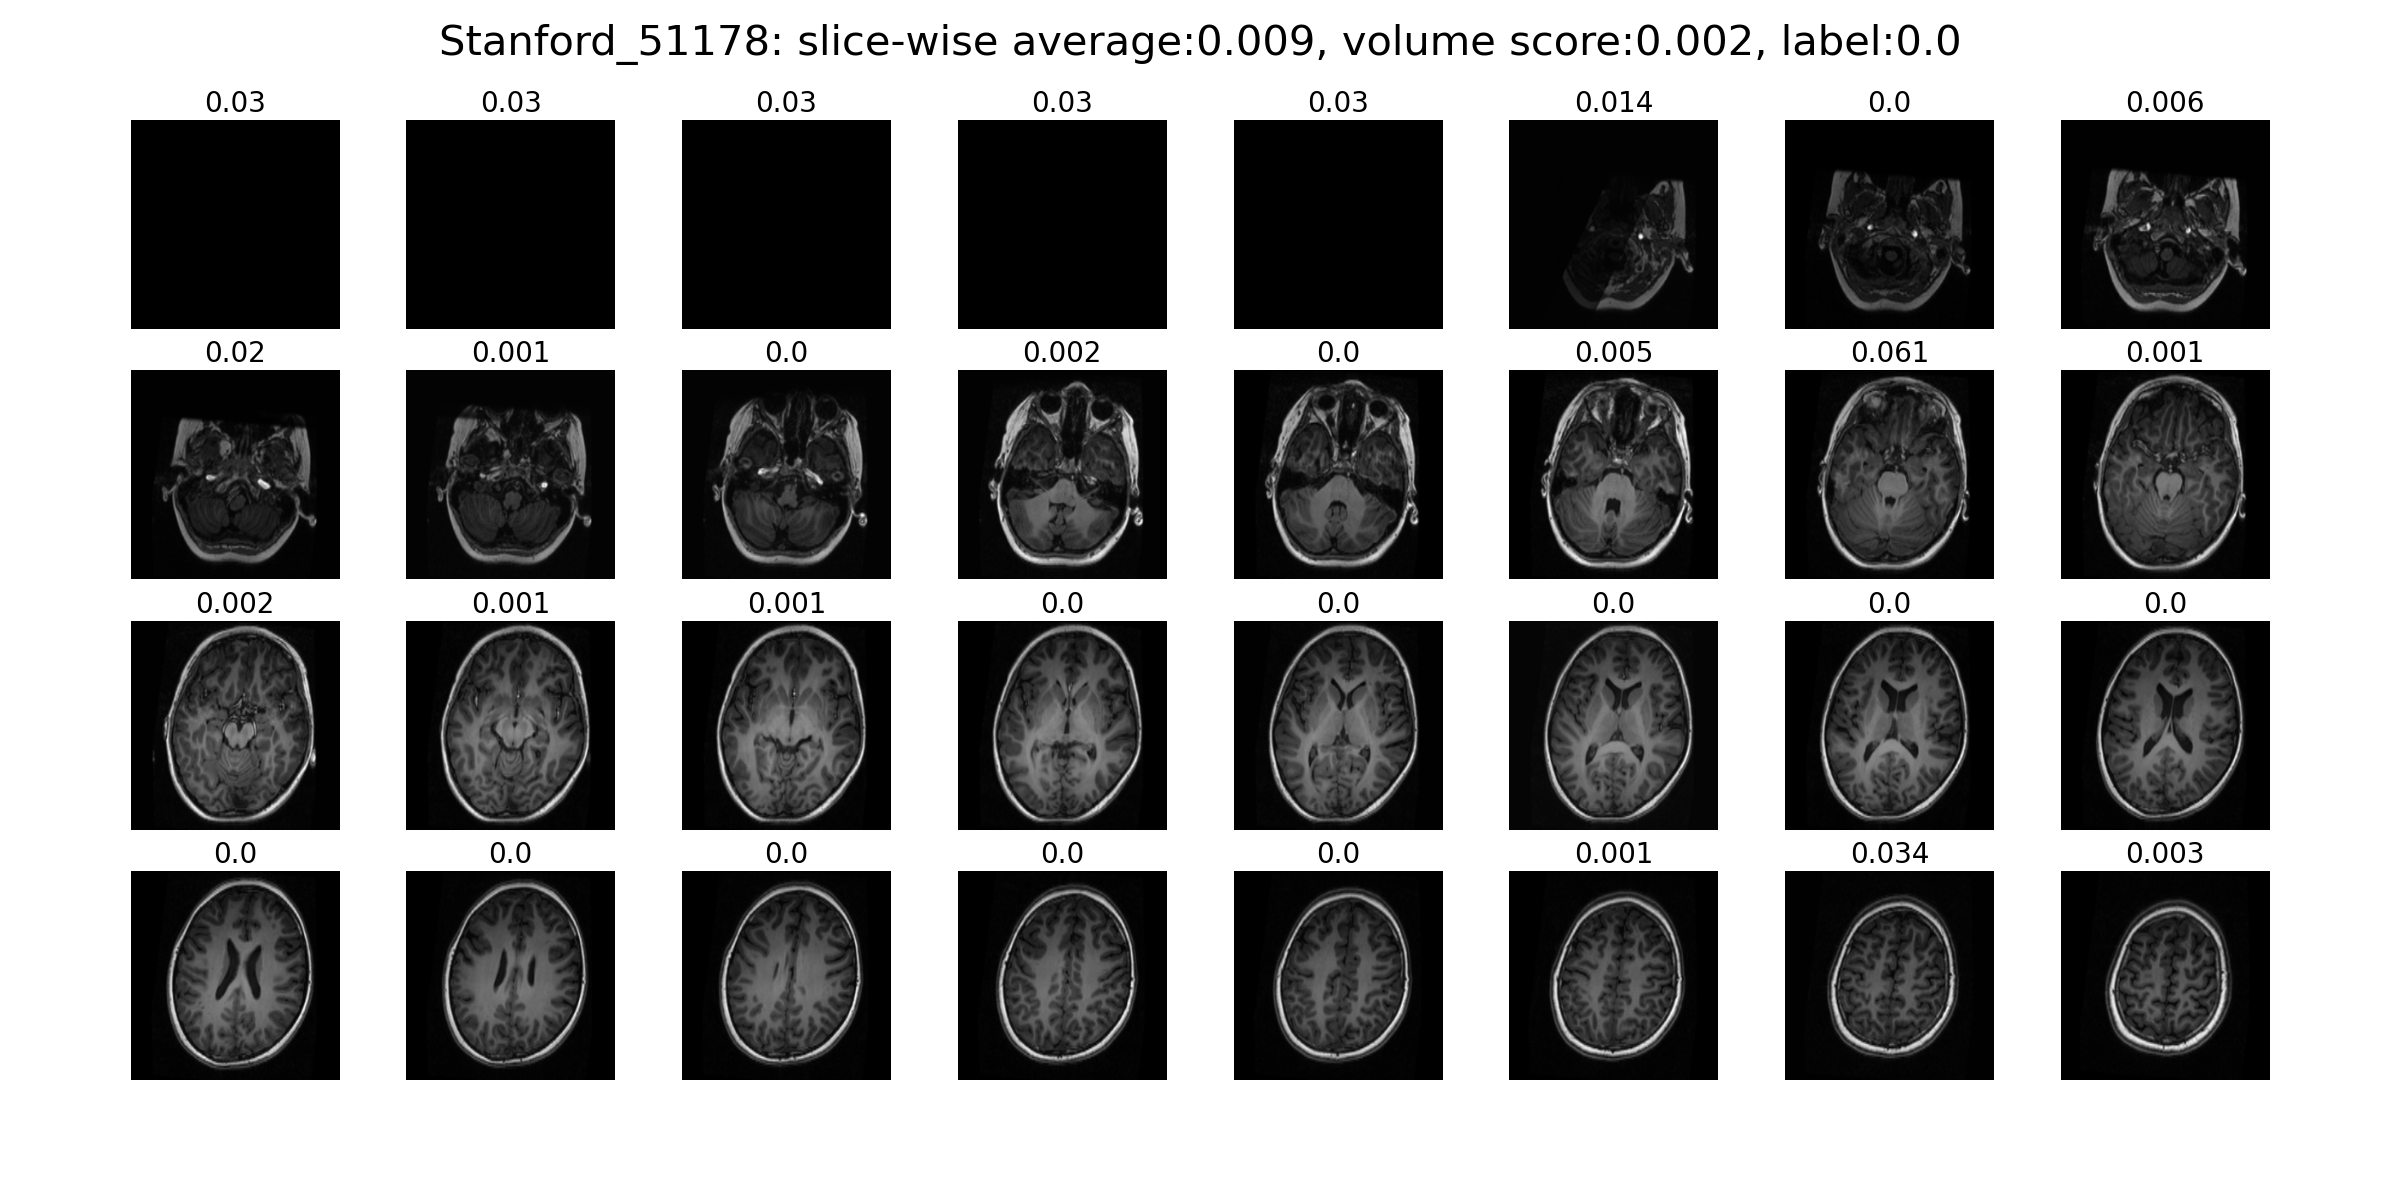 Stanford_51178: slice-wise average:0.009, volume score:0.002, label:0.0
0.03 0.03 0.03 0.03 0.03 0.014 0.0 0.006
0.02 0.001 0.0 0.002 0.0 0.005 0.061 0.001
0.002 0.001 0.001 0.0 0.0 0.0 0.0 0.0
0.0 0.0 0.0 0.0 0.0 0.001 0.034 0.003